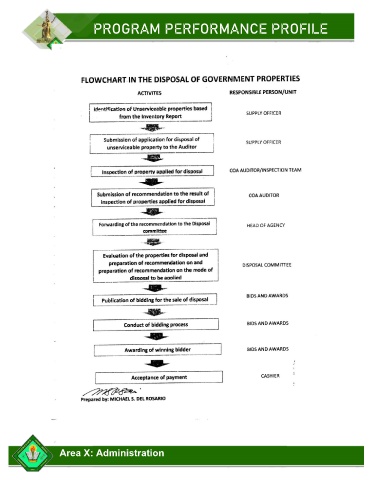 PROGRAM PERFORMANCE PROFILE
FLOWCHART IN THE DISPOSAL OF GOVERNMENT PROPERTIES
ACTIVITES RESPONSIBLE PERSON/UNIT
Identification of Unserviceable properties based
from the Inventory Report
SUPPLY OFFICER
Submission of application for disposal of
unserviceable property to the Auditor
SUPPLY OFFICER
Inspection of property applied for disposal COA AUDITOR/INSPECTION TEAM
Submission of recommendation to the result of
inspection of properties applied for disposal
COA AUDITOR
Forwarding of the recommendation to the Disposal
committee
HEAD OF AGENCY
Evaluation of the properties for disposal and
preparation of recommendation on and
preparation of recommendation on the mode of
disposal to be applied
DISPOSAL COMMITTEE
Publication of bidding for the sale of disposal BIDS AND AWARDS
Conduct of bidding process BIDS AND AWARDS
Awarding of winning bidder BIDS AND AWARDS
Acceptance of payment CASHIER
Prepared by: MICHAEL S. DEL ROSARIO
Area X: Administration